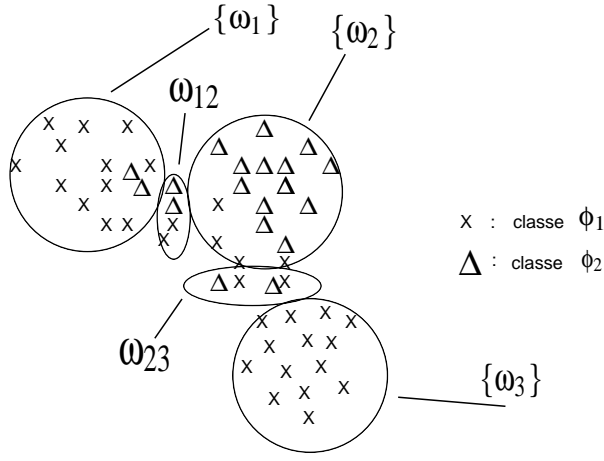 {ω₁}
{ω₂}
ω₁₂
X : classe ϕ₁
Δ : classe ϕ₂
ω₂₃
{ω₃}